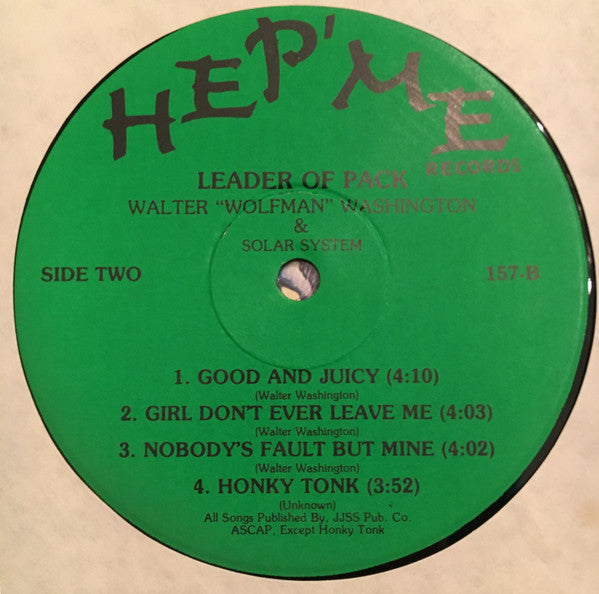 HEP' ME
RECORDS
LEADER OF PACK
WALTER "WOLFMAN" WASHINGTON
&
SOLAR SYSTEM
SIDE TWO 157-B
1. GOOD AND JUICY (4:10)
(Walter Washington)
2. GIRL DON'T EVER LEAVE ME (4:03)
(Walter Washington)
3. NOBODY'S FAULT BUT MINE (4:02)
(Walter Washington)
4. HONKY TONK (3:52)
(Unknown)
All Songs Published By, JJSS Pub. Co.
ASCAP, Except Honky Tonk